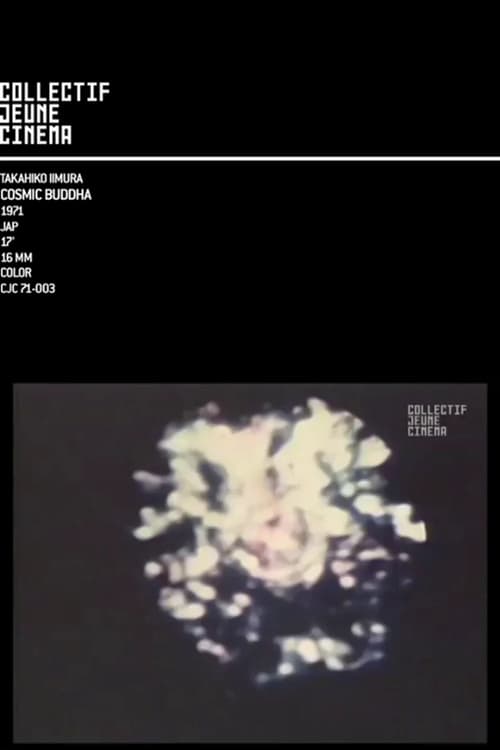 COLLECTIF
JEUNE
CINEMA
TAKAHIKO IIMURA
COSMIC BUDDHA
1971
JAP
17'
16 MM
COLOR
CJC 71-003
COLLECTIF
JEUNE
CINEMA